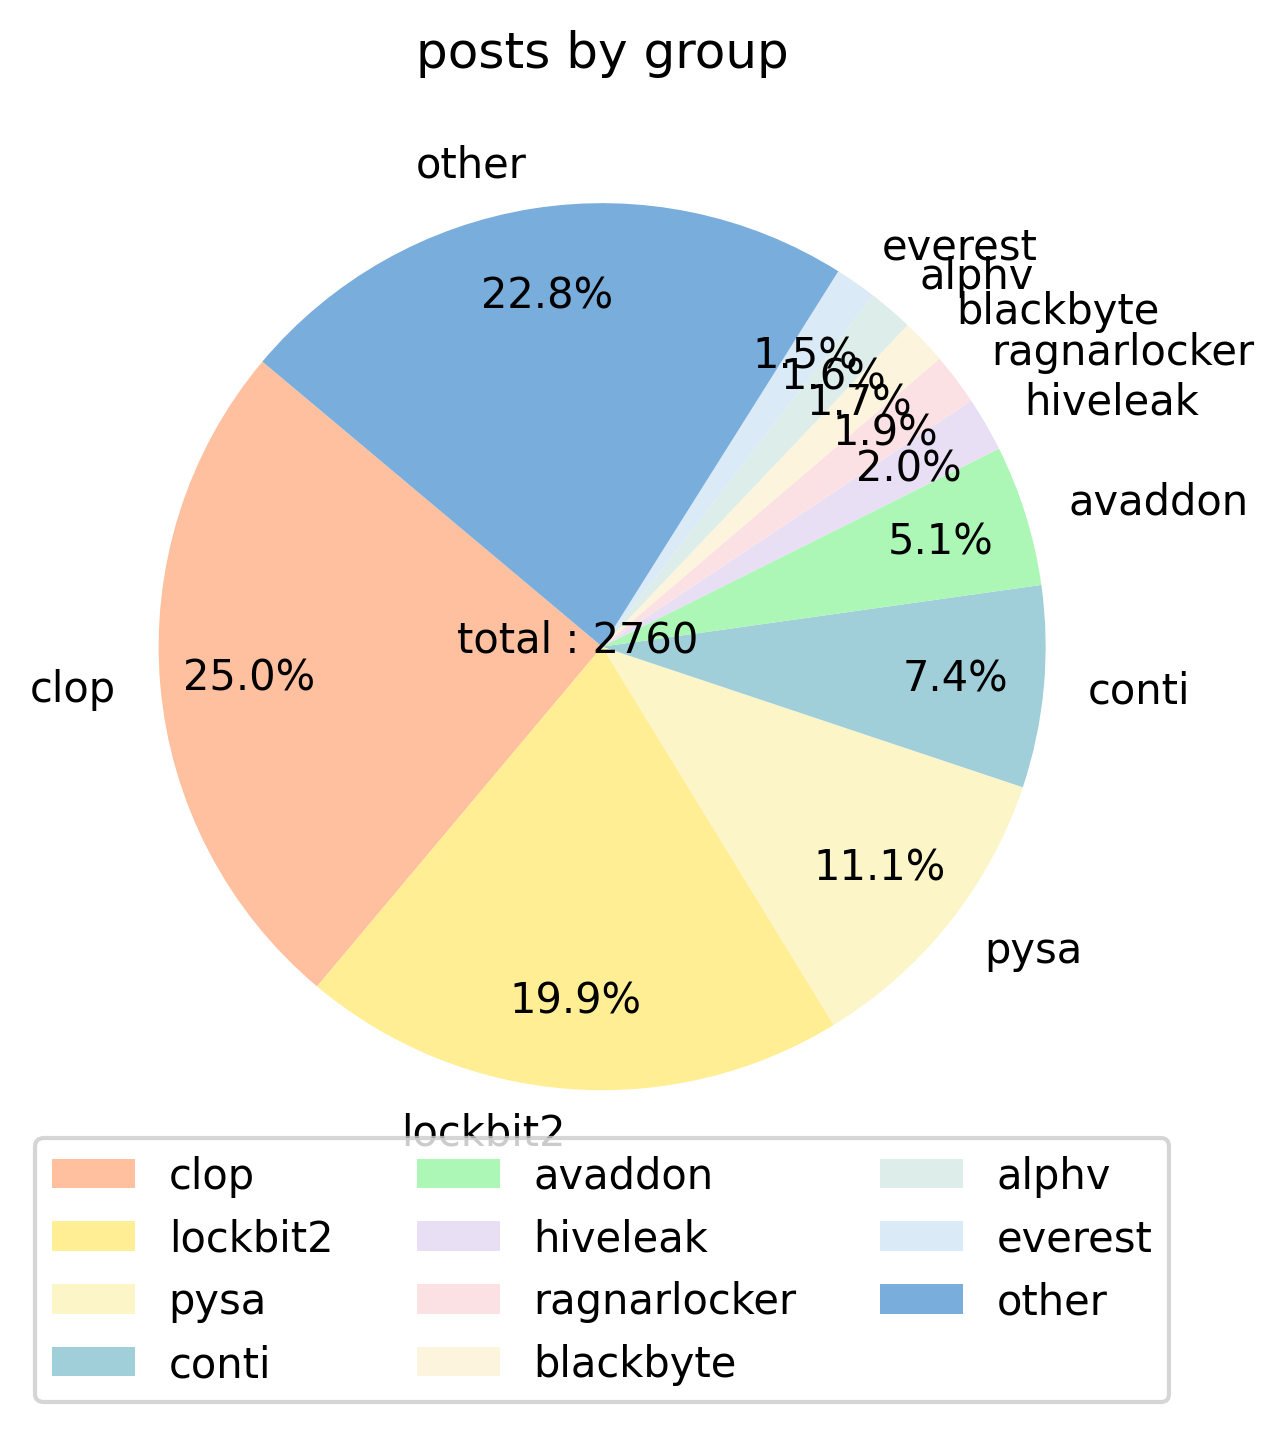 posts by group
other
everest
alphv
blackbyte
ragnarlocker
hiveleak
avaddon
conti
pysa
lockbit2
clop
22.8%
1.5%
1.6%
1.7%
1.9%
2.0%
5.1%
7.4%
11.1%
19.9%
25.0%
total : 2760
clop
lockbit2
pysa
conti
avaddon
hiveleak
ragnarlocker
blackbyte
alphv
everest
other